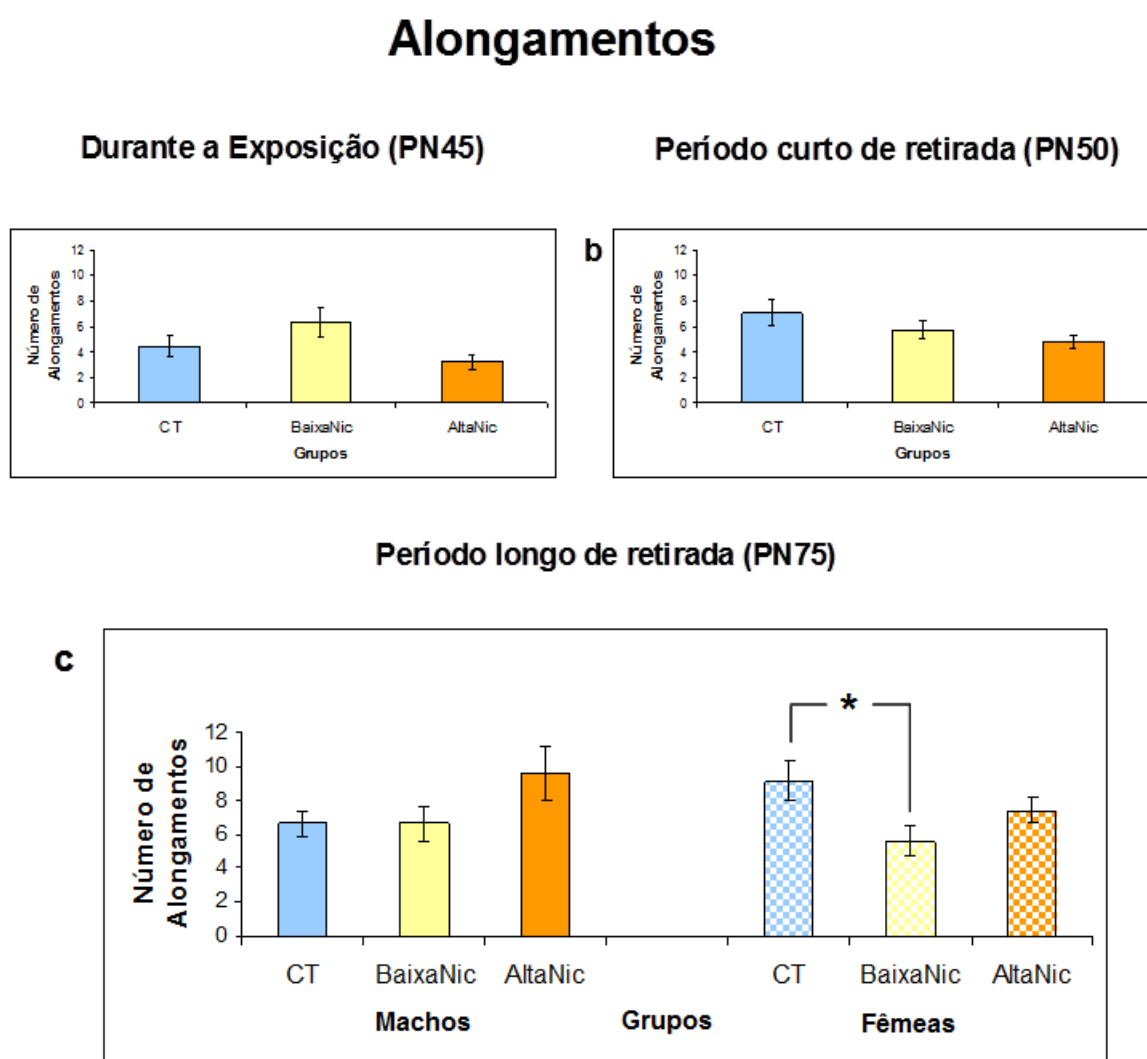 Alongamentos
Durante a Exposição (PN45)
Período curto de retirada (PN50)
12
10
8
6
4
2
0
Número de
Alongamentos
CT BaixaNic AltaNic
Grupos
b
12
10
8
6
4
2
0
Número de
Alongamentos
CT BaixaNic AltaNic
Grupos
Período longo de retirada (PN75)
c
*
12
10
8
6
4
2
0
Número de
Alongamentos
CT BaixaNic AltaNic CT BaixaNic AltaNic
Machos Grupos Fêmeas